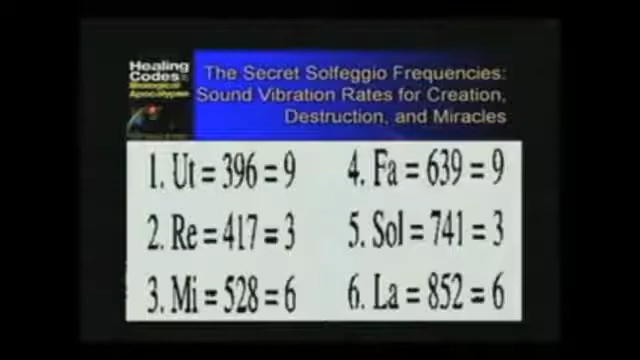 Healing
Codes
Biological
Apocalypse
The Secret Solfeggio Frequencies:
Sound Vibration Rates for Creation,
Destruction, and Miracles
1. Ut = 396 = 9
2. Re = 417 = 3
3. Mi = 528 = 6
4. Fa = 639 = 9
5. Sol = 741 = 3
6. La = 852 = 6